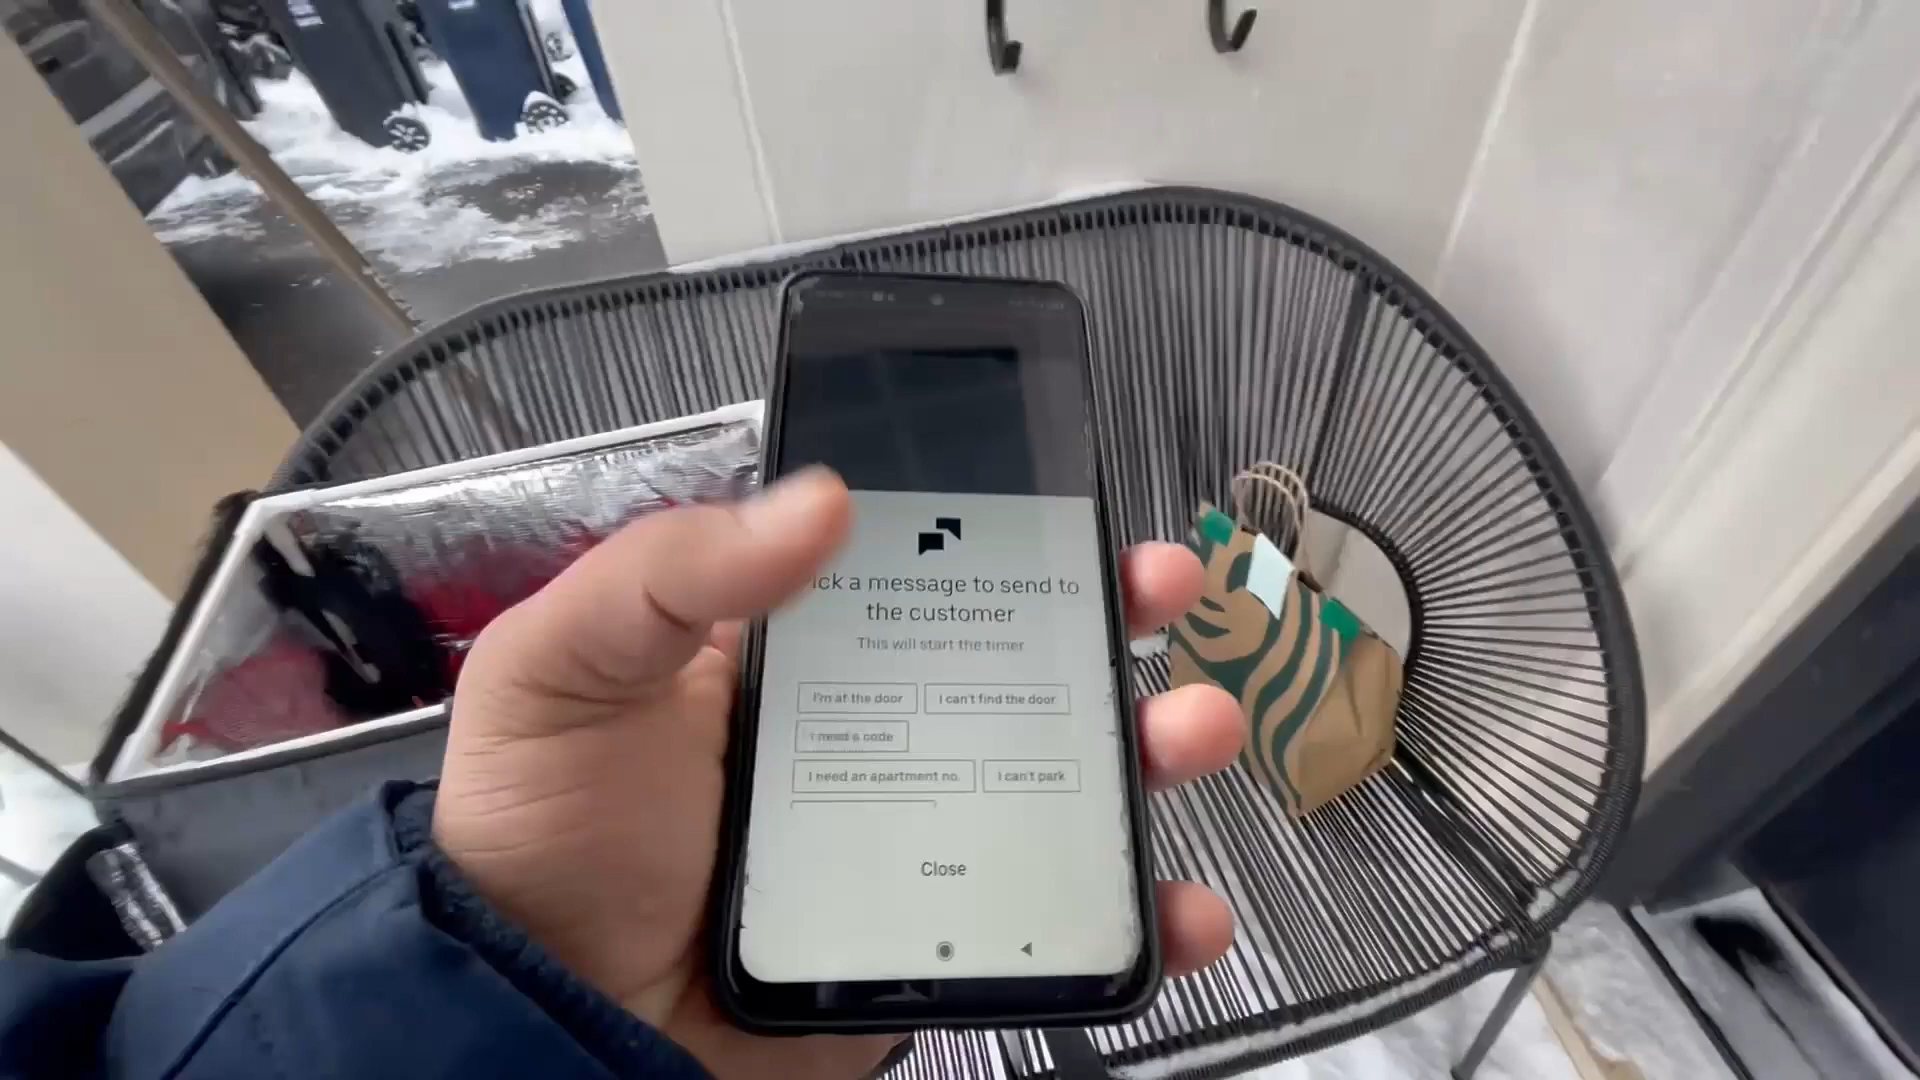 ick a message to send to
the customer
This will start the timer
I'm at the door
I can't find the door
I need a code
I need an apartment no.
I can't park
Close